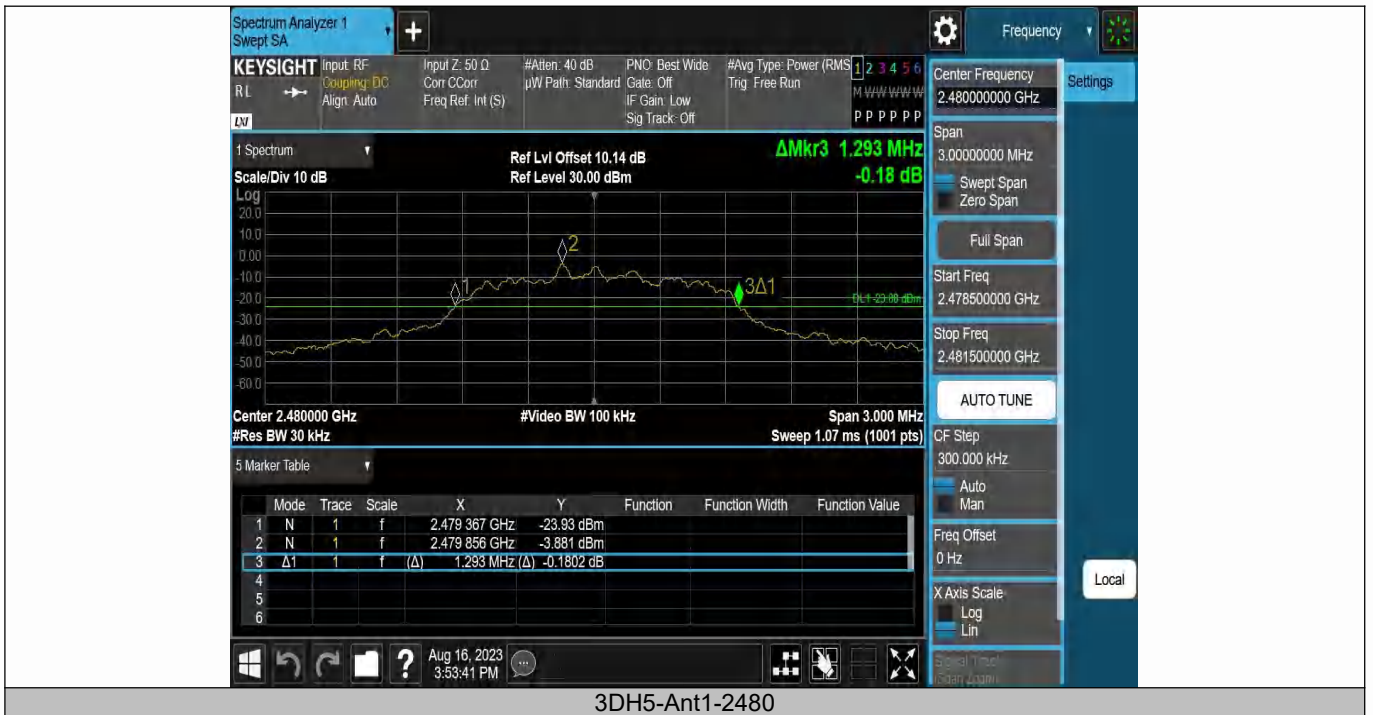 Spectrum Analyzer 1
Swept SA
+
Frequency
KEYSIGHT
RL
LXI
Input: RF
Coupling: DC
Align: Auto
Input Z: 50 Ω
Corr CCorr
Freq Ref: Int (S)
#Atten: 40 dB
µW Path: Standard
PNO: Best Wide
Gate: Off
IF Gain: Low
Sig Track: Off
#Avg Type: Power (RMS
Trig: Free Run
1 2 3 4 5 6
M W W W W W
P P P P P P
1 Spectrum
Scale/Div 10 dB
Log
Ref Lvl Offset 10.14 dB
Ref Level 30.00 dBm
ΔMkr3 1.293 MHz
-0.18 dB
20.0
10.0
0.00
-10.0
-20.0
-30.0
-40.0
-50.0
-60.0
1
2
3Δ1
DL1 -23.88 dBm
Center 2.480000 GHz
#Res BW 30 kHz
#Video BW 100 kHz
Span 3.000 MHz
Sweep 1.07 ms (1001 pts)
5 Marker Table
Mode Trace Scale X Y Function Function Width Function Value
1 N 1 f 2.479 367 GHz -23.93 dBm
2 N 1 f 2.479 856 GHz -3.881 dBm
3 Δ1 1 f (Δ) 1.293 MHz (Δ) -0.1802 dB
4
5
6
?
Aug 16, 2023
3:53:41 PM
Center Frequency
2.480000000 GHz
Settings
Span
3.00000000 MHz
Swept Span
Zero Span
Full Span
Start Freq
2.478500000 GHz
Stop Freq
2.481500000 GHz
AUTO TUNE
CF Step
300.000 kHz
Auto
Man
Freq Offset
0 Hz
X Axis Scale
Log
Lin
Signal Track
(Span Zoom)
Local
3DH5-Ant1-2480